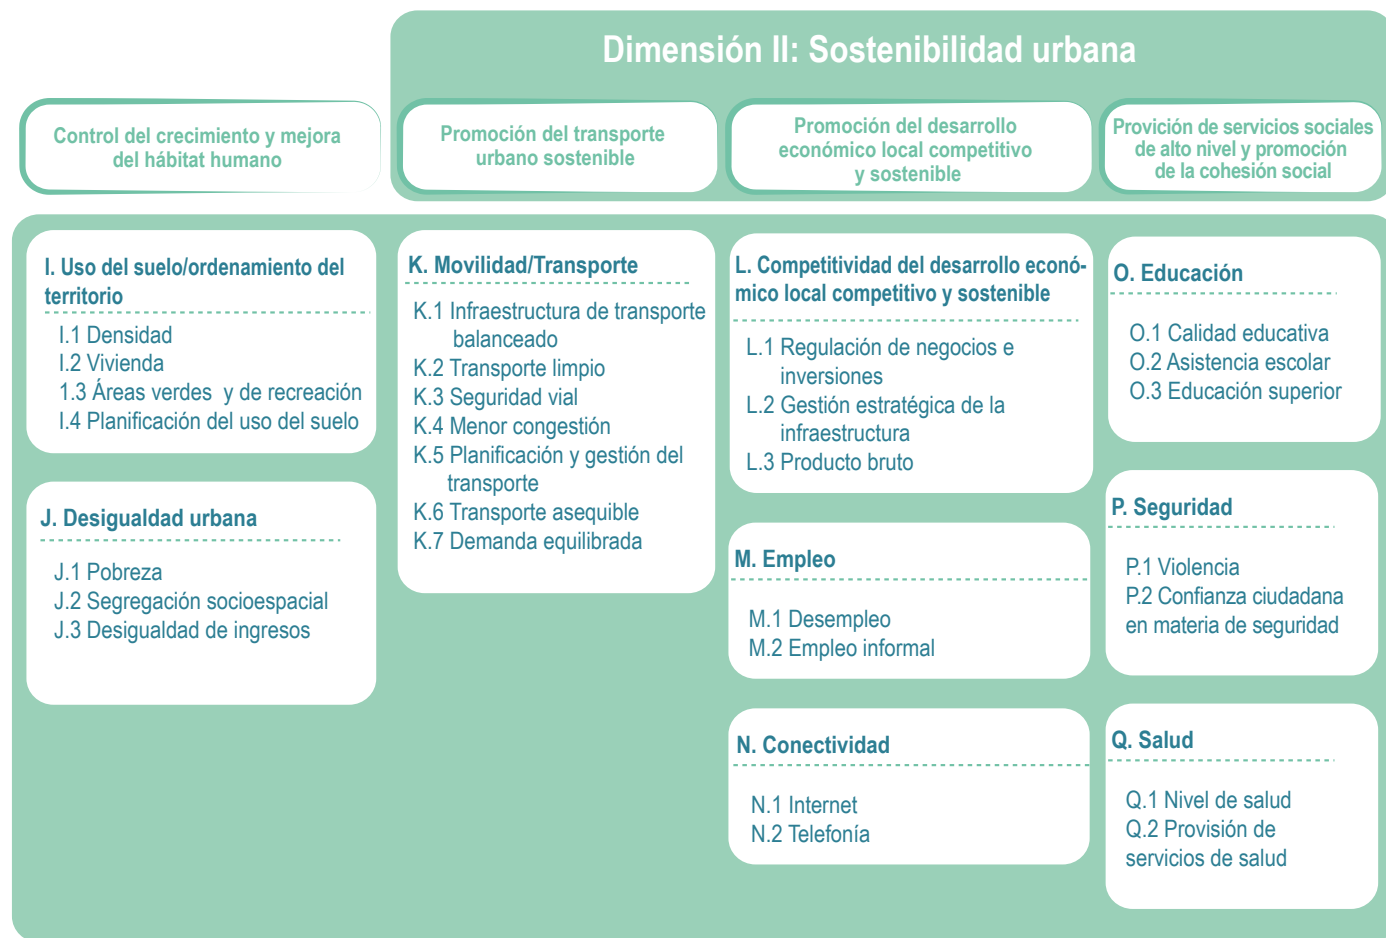 Dimensión II: Sostenibilidad urbana
Control del crecimiento y mejora
del hábitat humano
Promoción del transporte
urbano sostenible
Promoción del desarrollo
económico local competitivo
y sostenible
Provición de servicios sociales
de alto nivel y promoción
de la cohesión social
I. Uso del suelo/ordenamiento del
territorio
I.1 Densidad
I.2 Vivienda
1.3 Áreas verdes y de recreación
I.4 Planificación del uso del suelo
J. Desigualdad urbana
J.1 Pobreza
J.2 Segregación socioespacial
J.3 Desigualdad de ingresos
K. Movilidad/Transporte
K.1 Infraestructura de transporte
balanceado
K.2 Transporte limpio
K.3 Seguridad vial
K.4 Menor congestión
K.5 Planificación y gestión del
transporte
K.6 Transporte asequible
K.7 Demanda equilibrada
L. Competitividad del desarrollo econó-
mico local competitivo y sostenible
L.1 Regulación de negocios e
inversiones
L.2 Gestión estratégica de la
infraestructura
L.3 Producto bruto
M. Empleo
M.1 Desempleo
M.2 Empleo informal
N. Conectividad
N.1 Internet
N.2 Telefonía
O. Educación
O.1 Calidad educativa
O.2 Asistencia escolar
O.3 Educación superior
P. Seguridad
P.1 Violencia
P.2 Confianza ciudadana
en materia de seguridad
Q. Salud
Q.1 Nivel de salud
Q.2 Provisión de
servicios de salud